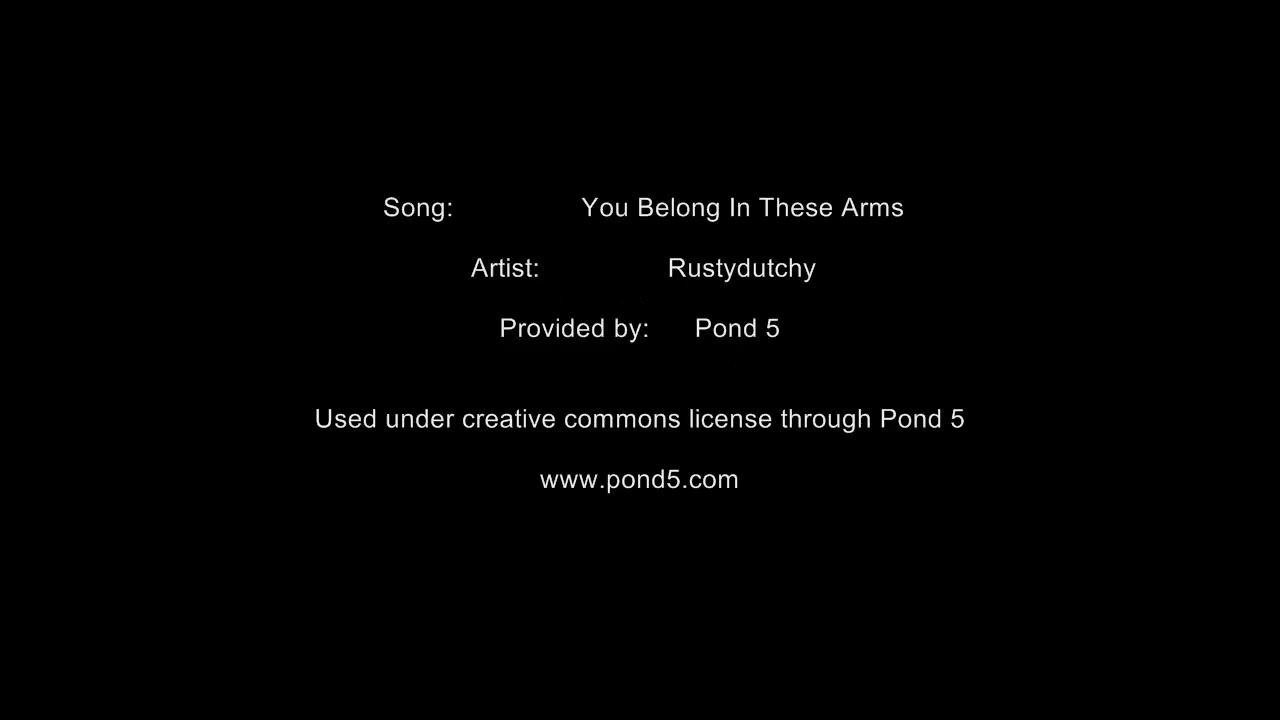 Song: You Belong In These Arms
Artist: Rustydutchy
Provided by: Pond 5
Used under creative commons license through Pond 5
www.pond5.com